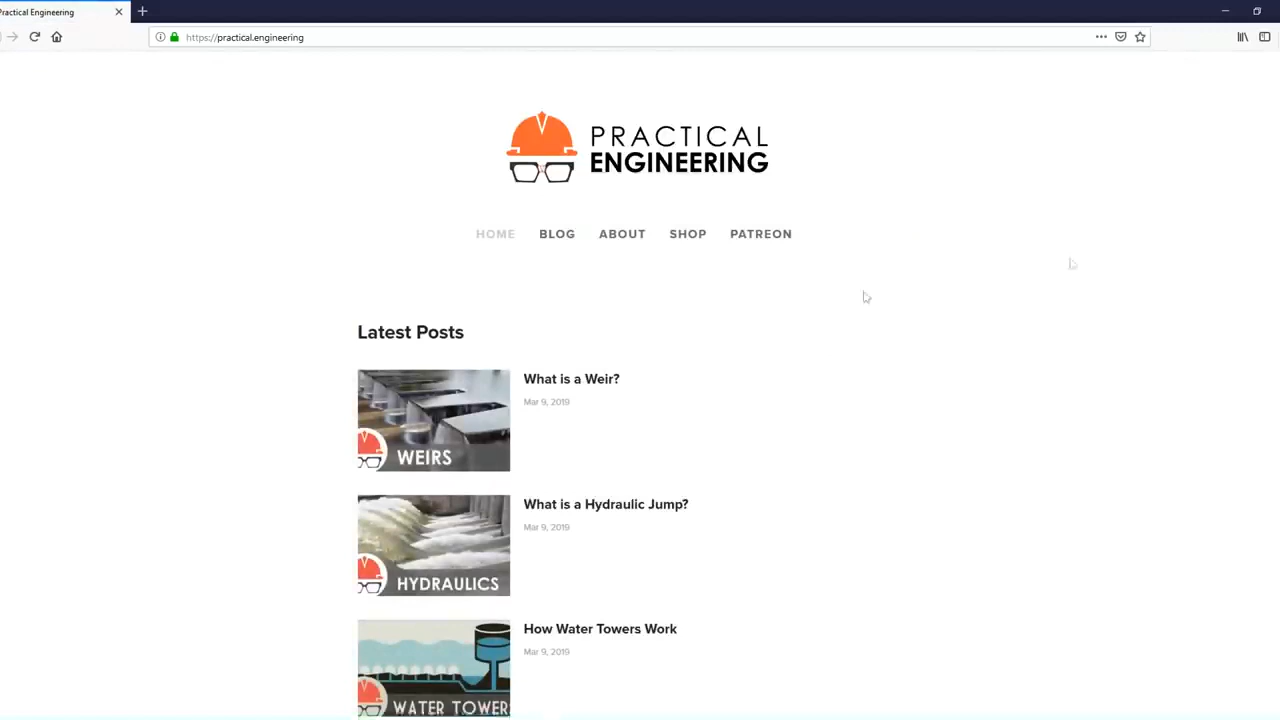 Practical Engineering
https://practical.engineering
PRACTICAL
ENGINEERING
HOME BLOG ABOUT SHOP PATREON
Latest Posts
What is a Weir?
Mar 9, 2019
WEIRS
What is a Hydraulic Jump?
Mar 9, 2019
HYDRAULICS
How Water Towers Work
Mar 9, 2019
WATER TOWERS